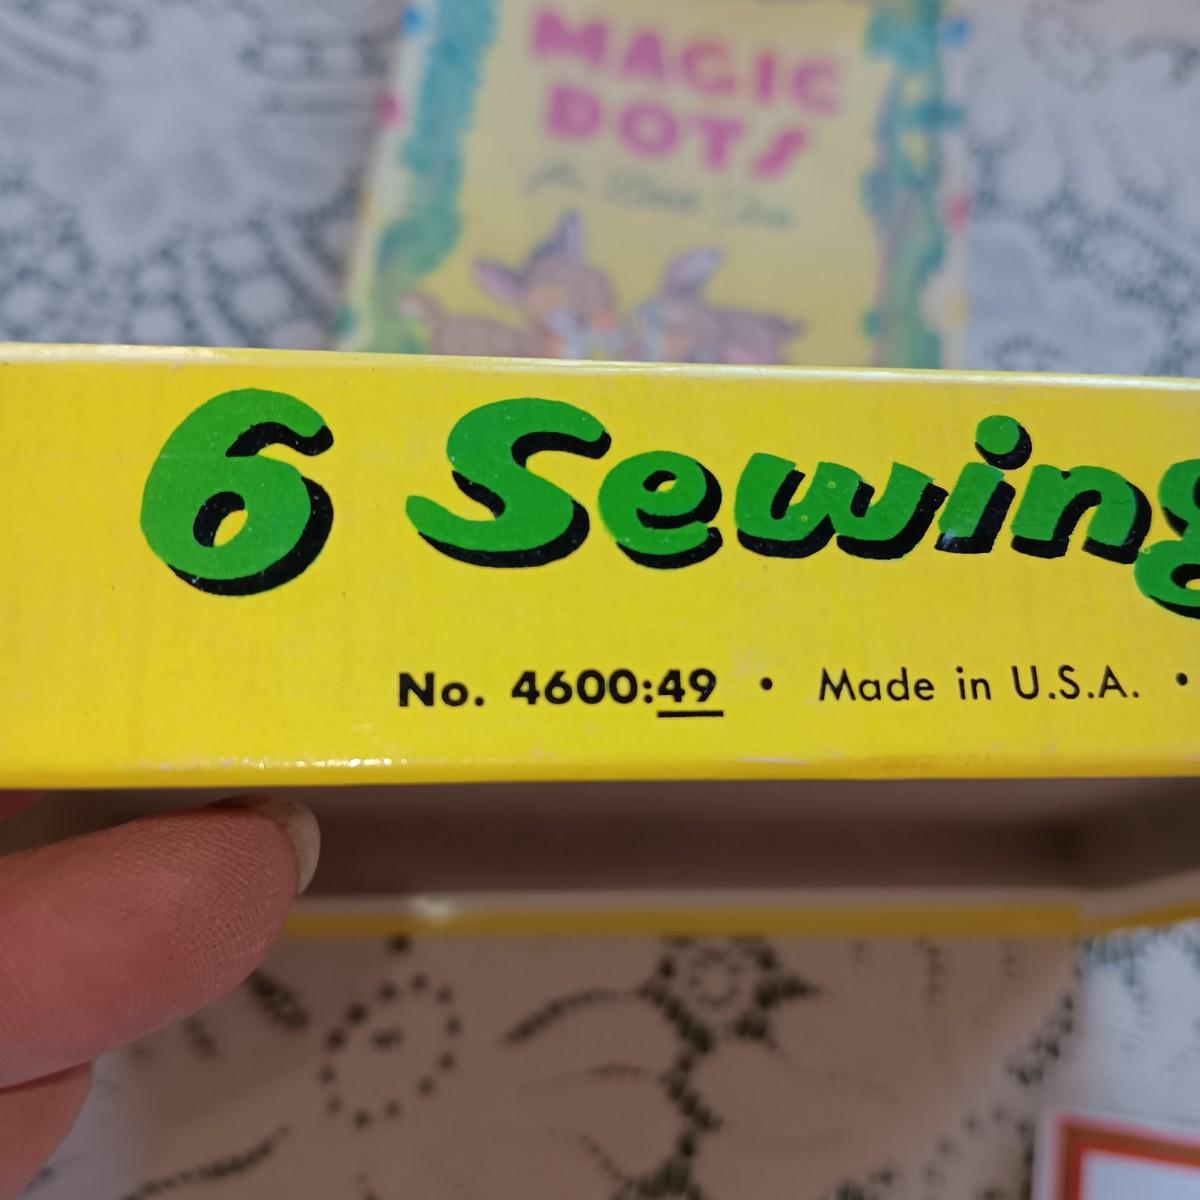 MAGIC
DOTS
6 Sewing
No. 4600:49 • Made in U.S.A. •